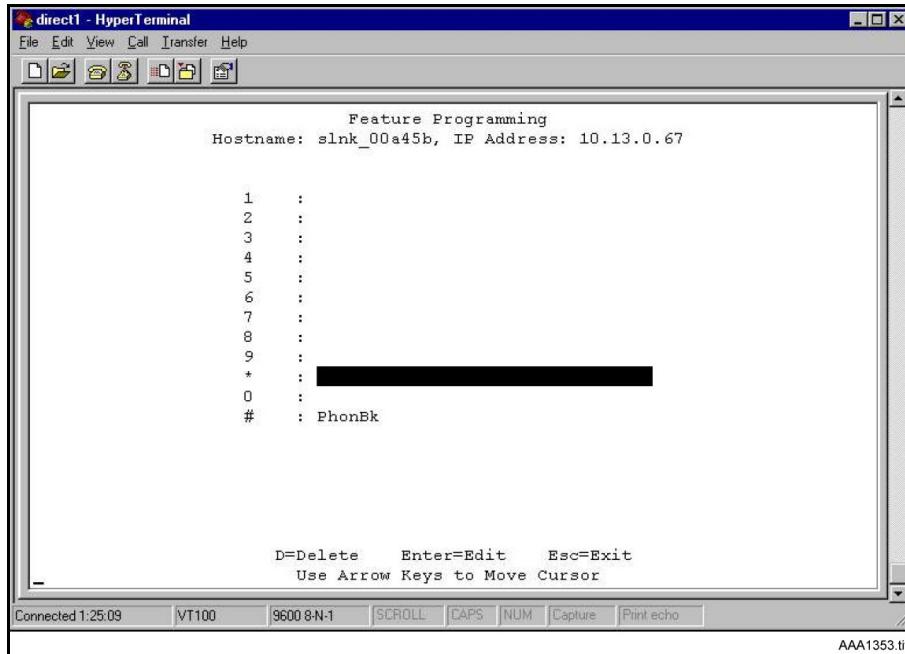 direct1 - HyperTerminal
File Edit View Call Transfer Help
Feature Programming
Hostname: slnk_00a45b, IP Address: 10.13.0.67
1 :
2 :
3 :
4 :
5 :
6 :
7 :
8 :
9 :
* :
0 :
# : PhonBk
D=Delete Enter=Edit Esc=Exit
Use Arrow Keys to Move Cursor
Connected 1:25:09 VT100 9600 8-N-1 SCROLL CAPS NUM Capture Print echo
AAA1353.ti